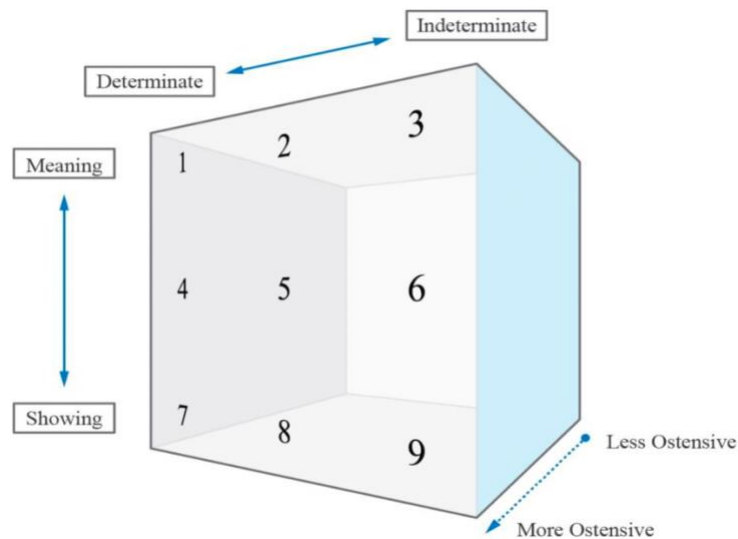 Indeterminate
Determinate
3
2
1
Meaning
4
5
6
7
8
9
Showing
Less Ostensive
More Ostensive